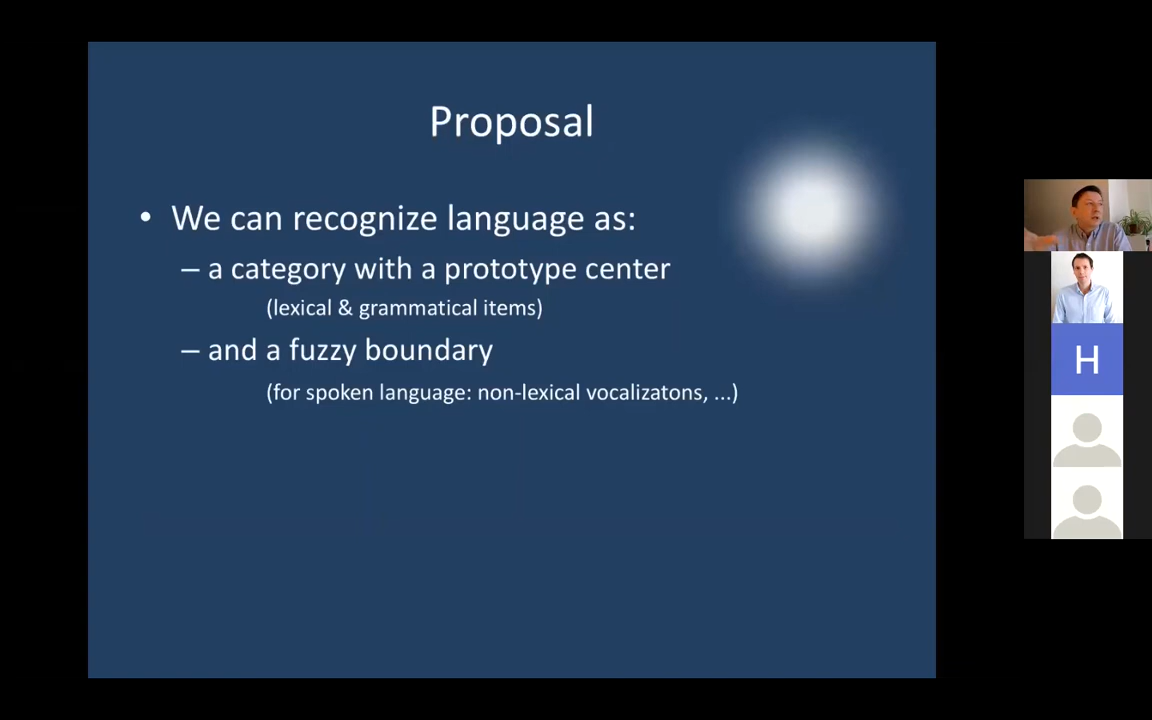 Proposal
• We can recognize language as:
– a category with a prototype center
(lexical & grammatical items)
– and a fuzzy boundary
(for spoken language: non-lexical vocalizatons, ...)
H